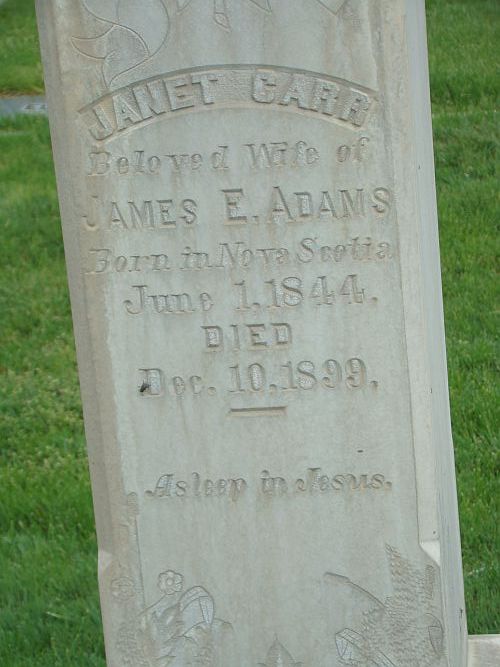 JANET CARR
Beloved Wife of
JAMES E. ADAMS
Born in Nova Scotia
June 1, 1844.
DIED
Dec. 10, 1899.
Asleep in Jesus.